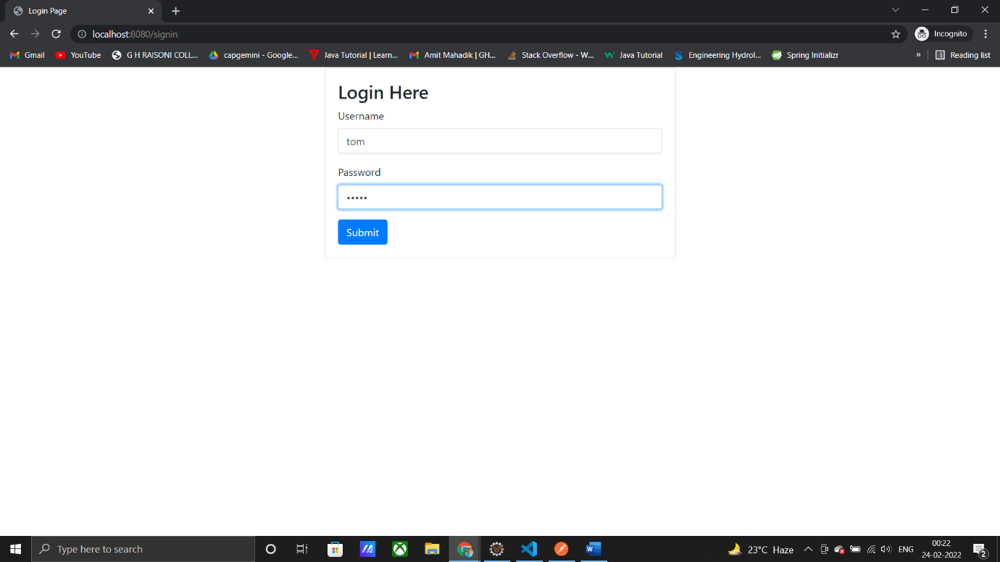 Login Page
localhost:8080/signin
Incognito
Gmail YouTube G H RAISONI COLL... capgemini - Google... Java Tutorial | Learn... Amit Mahadik | GH... Stack Overflow - W... Java Tutorial Engineering Hydrol... Spring Initializr » Reading list
Login Here
Username
tom
Password
•••••
Submit
Type here to search
W
23°C Haze
ENG
00:22
24-02-2022
2